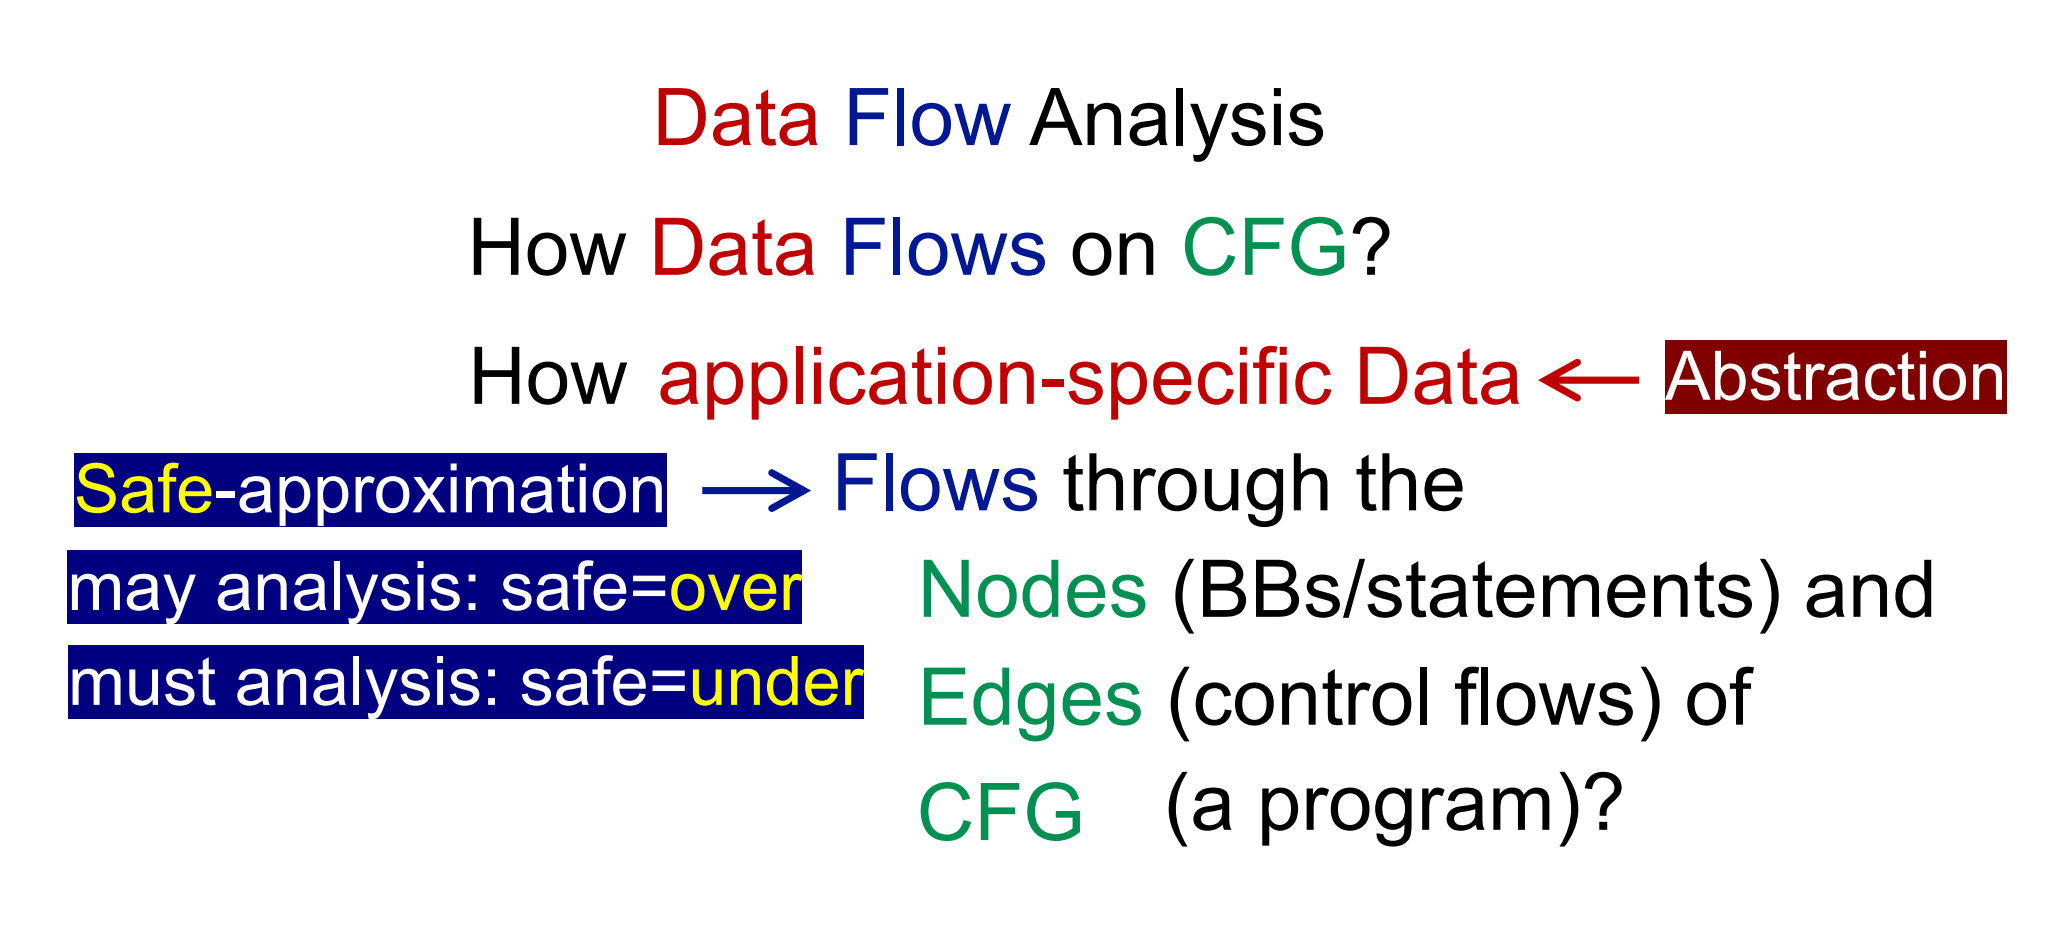 Data Flow Analysis
How Data Flows on CFG?
How application-specific Data ← Abstraction
Safe-approximation → Flows through the
may analysis: safe=over Nodes (BBs/statements) and
must analysis: safe=under Edges (control flows) of
CFG (a program)?